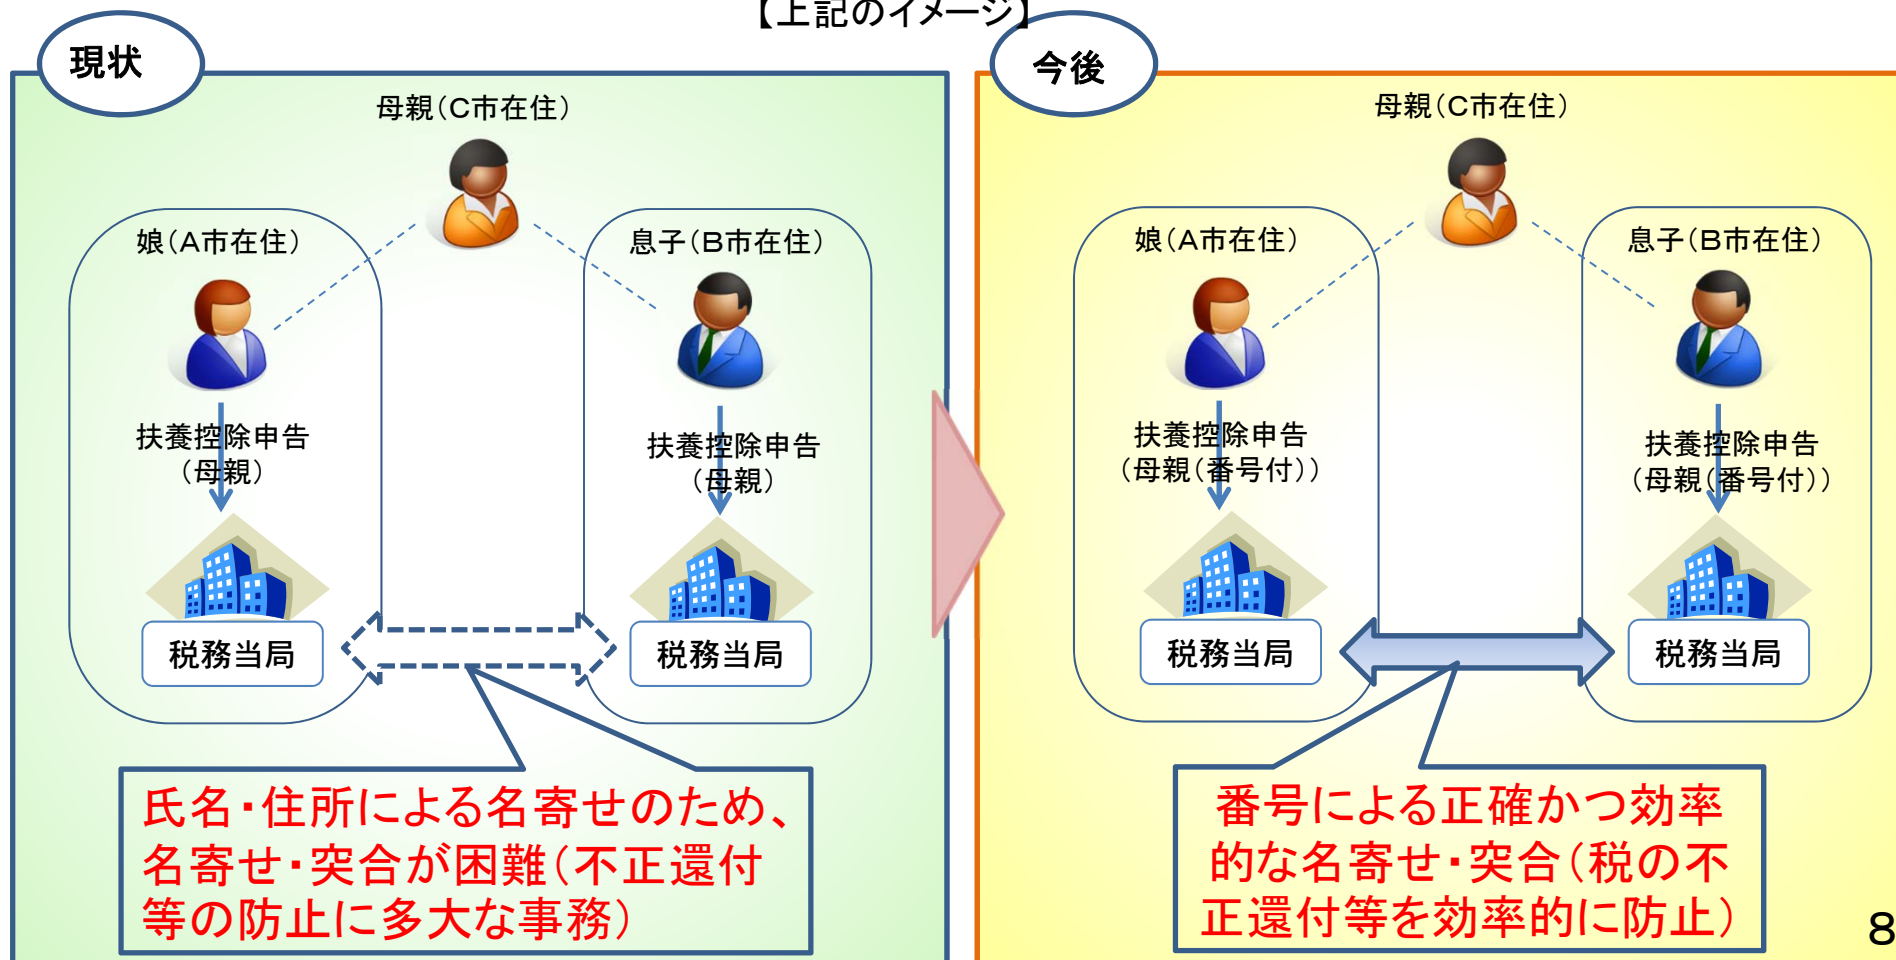 【上記のイメージ】
現状
母親（C市在住）
娘（A市在住）
息子（B市在住）
扶養控除申告
（母親）
扶養控除申告
（母親）
税務当局
税務当局
氏名・住所による名寄せのため、
名寄せ・突合が困難（不正還付
等の防止に多大な事務）
今後
母親（C市在住）
娘（A市在住）
息子（B市在住）
扶養控除申告
（母親（番号付））
扶養控除申告
（母親（番号付））
税務当局
税務当局
番号による正確かつ効率
的な名寄せ・突合（税の不
正還付等を効率的に防止）
8